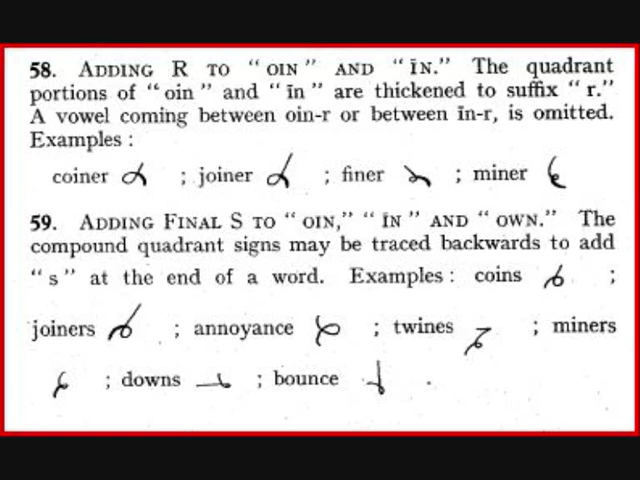 58. ADDING R TO “OIN” AND “ĪN.” The quadrant
portions of “oin” and “īn” are thickened to suffix “r.”
A vowel coming between oin-r or between īn-r, is omitted.
Examples :
coiner ; joiner ; finer ; miner
59. ADDING FINAL S TO “OIN,” “ĪN” AND “OWN.” The
compound quadrant signs may be traced backwards to add
“s” at the end of a word. Examples : coins ;
joiners ; annoyance ; twines ; miners
; downs ; bounce .